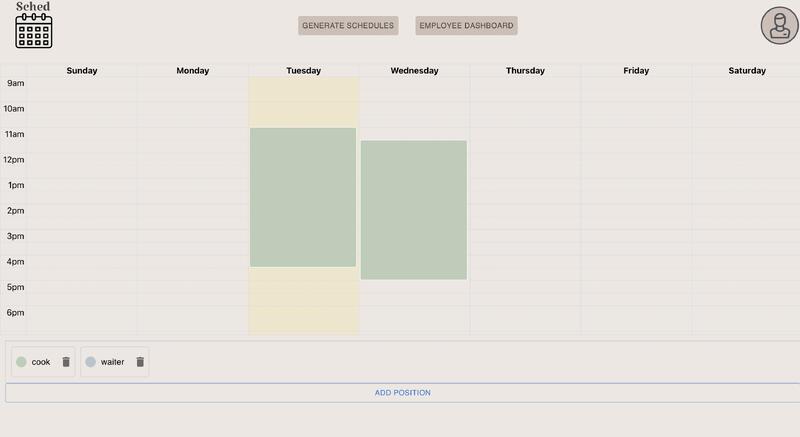 Sched
GENERATE SCHEDULES EMPLOYEE DASHBOARD
Sunday Monday Tuesday Wednesday Thursday Friday Saturday
9am
10am
11am
12pm
1pm
2pm
3pm
4pm
5pm
6pm
cook waiter
ADD POSITION